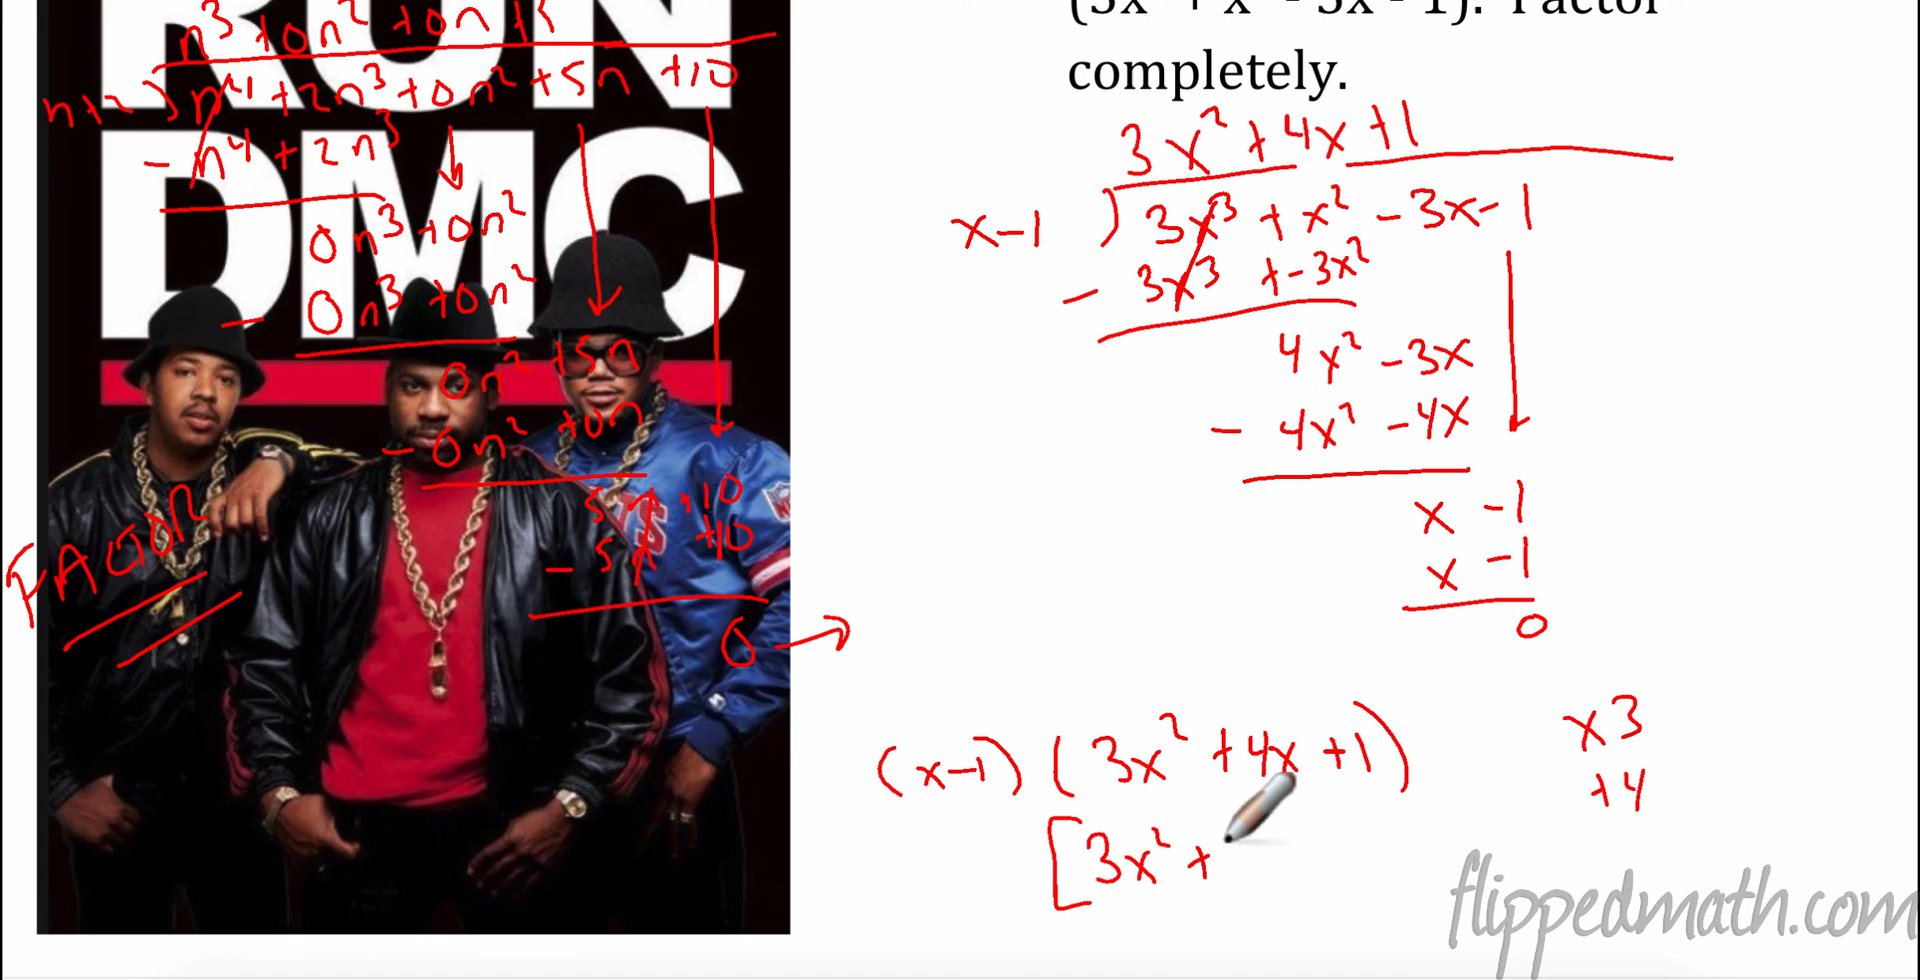 RUN
DMC
n³ + 0n² + 0n + 5
n+2 ) n⁴ + 2n³ + 0n² + 5n + 10
- n⁴ + 2n³
0n³ + 0n²
- 0n³ + 0n²
0n² + 5n
- 0n² + 0n
5n + 10
- 5n + 10
0 →
FACTOR
completely.
3x² + 4x + 1
x-1 ) 3x³ + x² - 3x - 1
- 3x³ + -3x²
4x² - 3x
- 4x² - 4x
x - 1
x - 1
0
(x-1) (3x² + 4x + 1)
[3x² +
x 3
+4
flippedmath.com